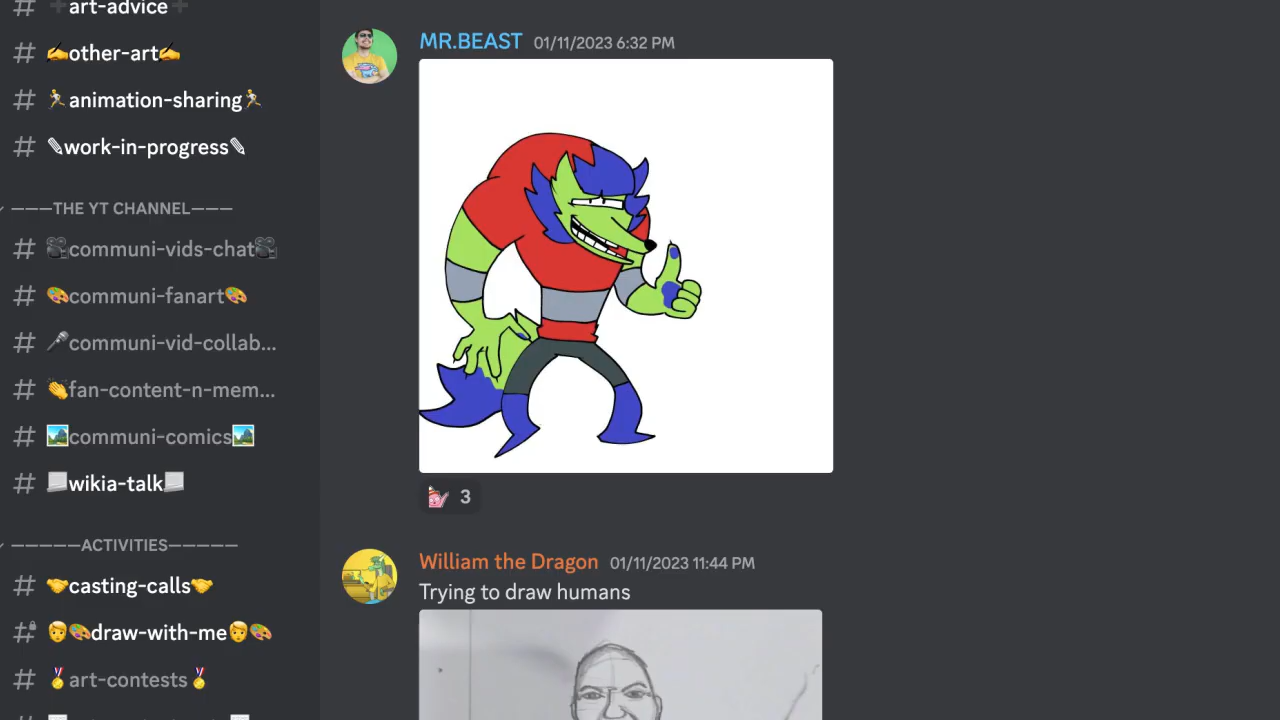 # ➕art-advice➕
# ✍other-art✍
# 🏃animation-sharing🏃
# ✎work-in-progress✎
———THE YT CHANNEL———
# 🎥communi-vids-chat🎥
# 🎨communi-fanart🎨
# 🎤communi-vid-collab...
# 👏fan-content-n-mem...
# 🏞communi-comics🏞
# 📃wikia-talk📃
—————ACTIVITIES—————
# 🤝casting-calls🤝
# 👨🎨draw-with-me👨🎨
# 🏅art-contests🏅
MR.BEAST 01/11/2023 6:32 PM
3
William the Dragon 01/11/2023 11:44 PM
Trying to draw humans